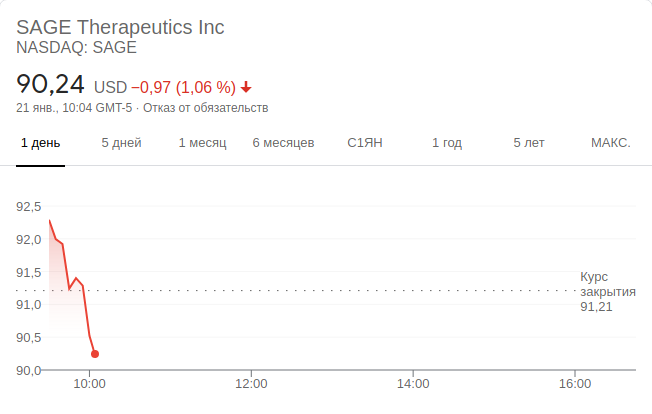 SAGE Therapeutics Inc
NASDAQ: SAGE
90,24 USD −0,97 (1,06 %)
21 янв., 10:04 GMT-5 · Отказ от обязательств
1 день 5 дней 1 месяц 6 месяцев С1ЯН 1 год 5 лет МАКС.
92,5
92,0
91,5
91,0
90,5
90,0
Курс
закрытия
91,21
10:00 12:00 14:00 16:00